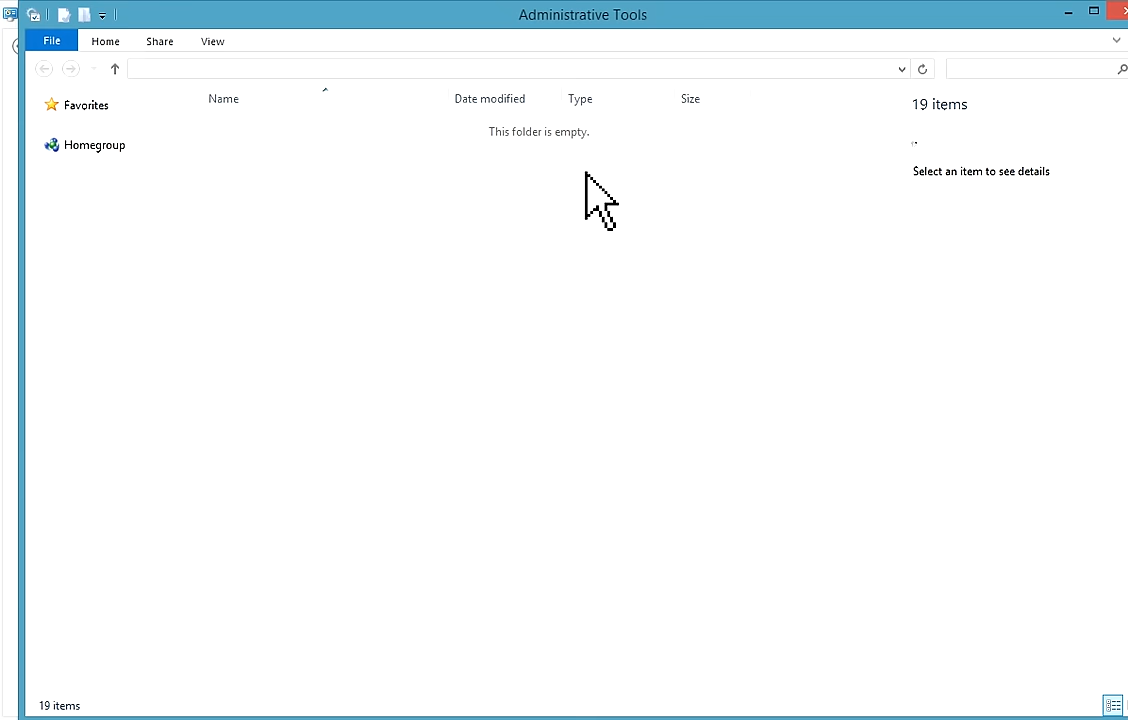 Administrative Tools
File Home Share View
Name Date modified Type Size
This folder is empty.
Favorites
Homegroup
19 items
Select an item to see details
19 items